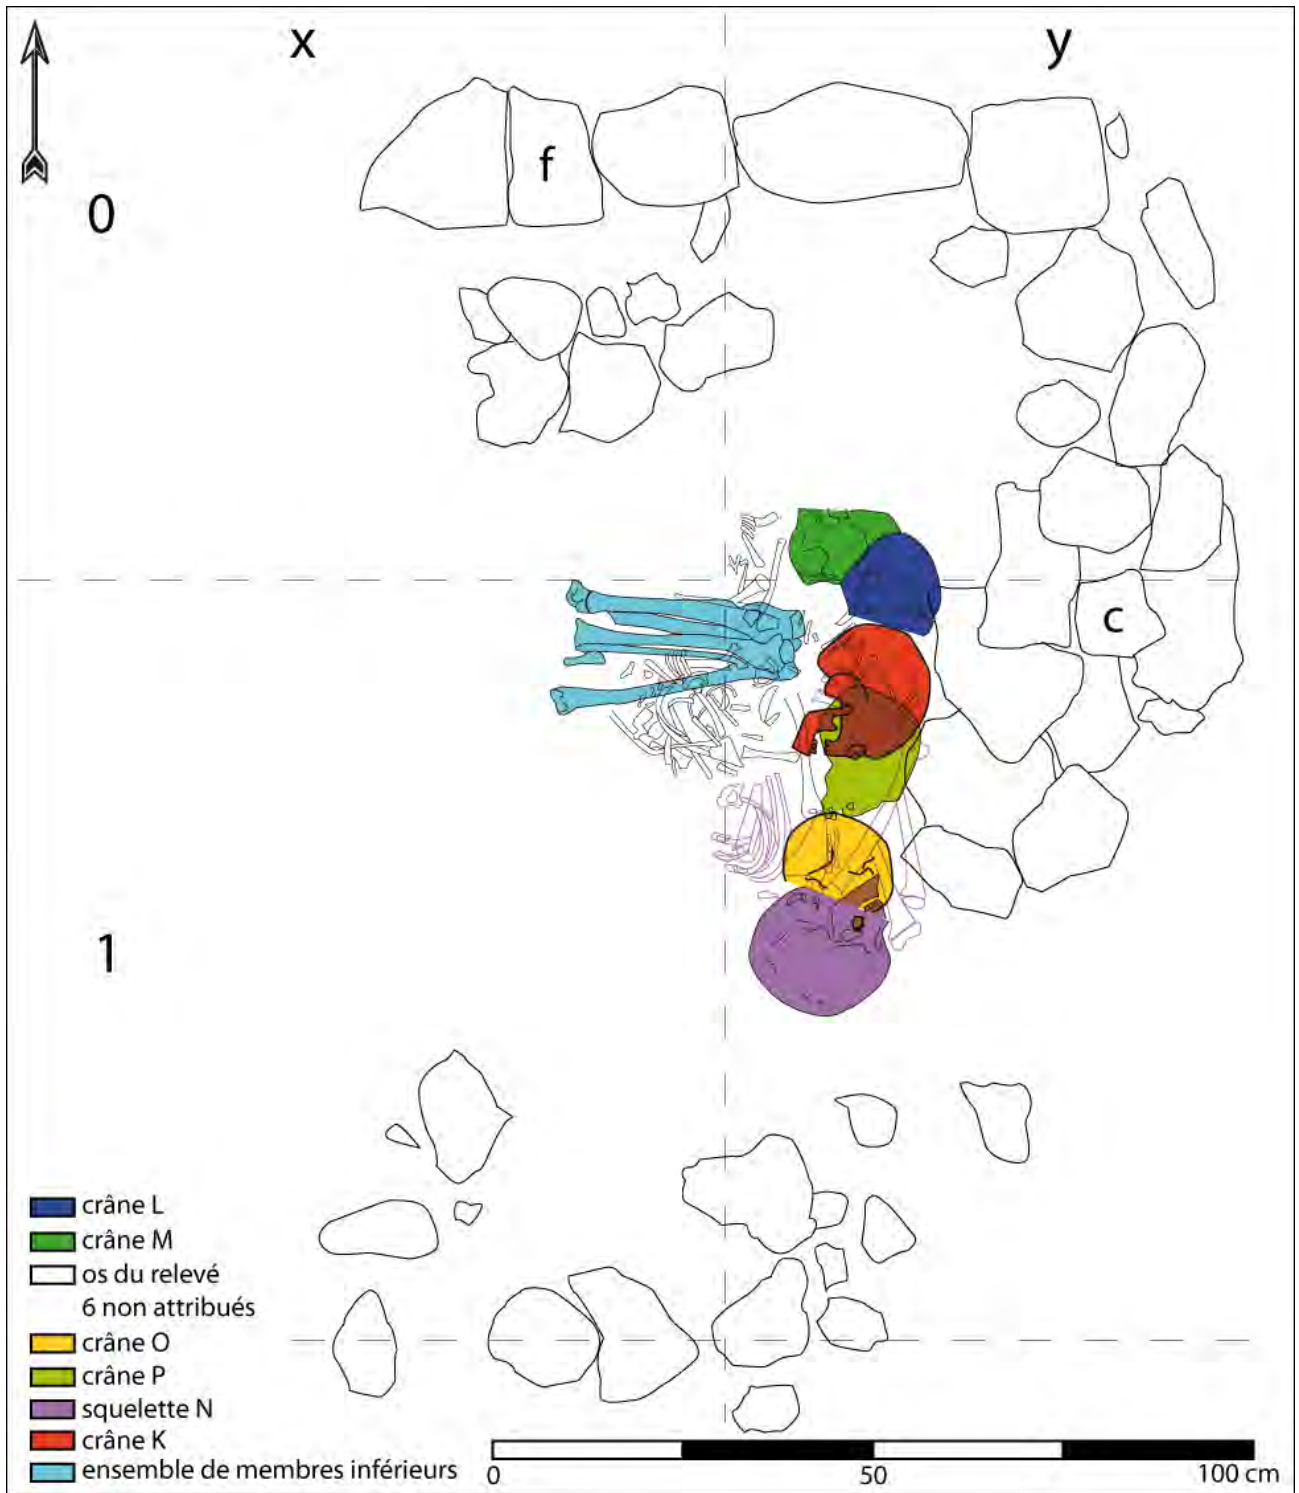 x
y
f
0
c
1
crâne L
crâne M
os du relevé
6 non attribués
crâne O
crâne P
squelette N
crâne K
ensemble de membres inférieurs
0 50 100 cm